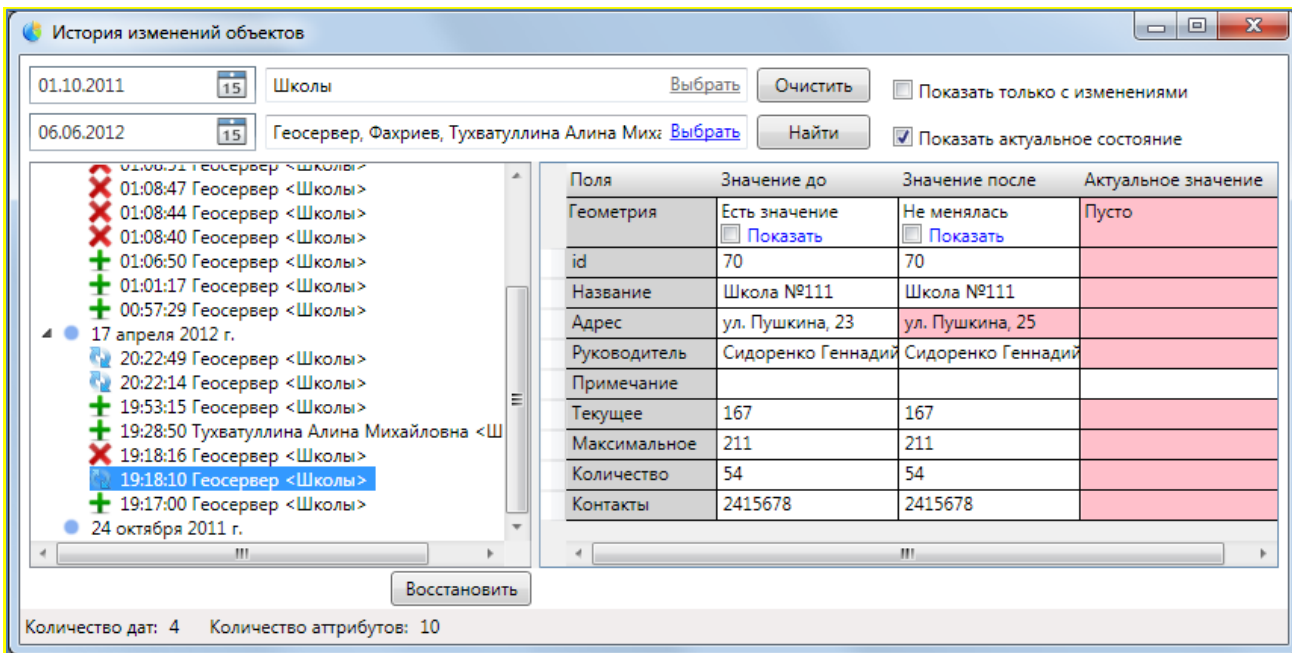 История изменений объектов
01.10.2011 15 Школы Выбрать Очистить Показать только с изменениями
06.06.2012 15 Геосервер, Фахриев, Тухватуллина Алина Миха Выбрать Найти Показать актуальное состояние
01:08:51 Геосервер <Школы>
01:08:47 Геосервер <Школы>
01:08:44 Геосервер <Школы>
01:08:40 Геосервер <Школы>
01:06:50 Геосервер <Школы>
01:01:17 Геосервер <Школы>
00:57:29 Геосервер <Школы>
17 апреля 2012 г.
20:22:49 Геосервер <Школы>
20:22:14 Геосервер <Школы>
19:53:15 Геосервер <Школы>
19:28:50 Тухватуллина Алина Михайловна <Ш
19:18:16 Геосервер <Школы>
19:18:10 Геосервер <Школы>
19:17:00 Геосервер <Школы>
24 октября 2011 г.
Поля Значение до Значение после Актуальное значение
Геометрия Есть значение Не менялась Пусто
Показать Показать
id 70 70
Название Школа №111 Школа №111
Адрес ул. Пушкина, 23 ул. Пушкина, 25
Руководитель Сидоренко Геннадий Сидоренко Геннадий
Примечание
Текущее 167 167
Максимальное 211 211
Количество 54 54
Контакты 2415678 2415678
Восстановить
Количество дат: 4 Количество аттрибутов: 10